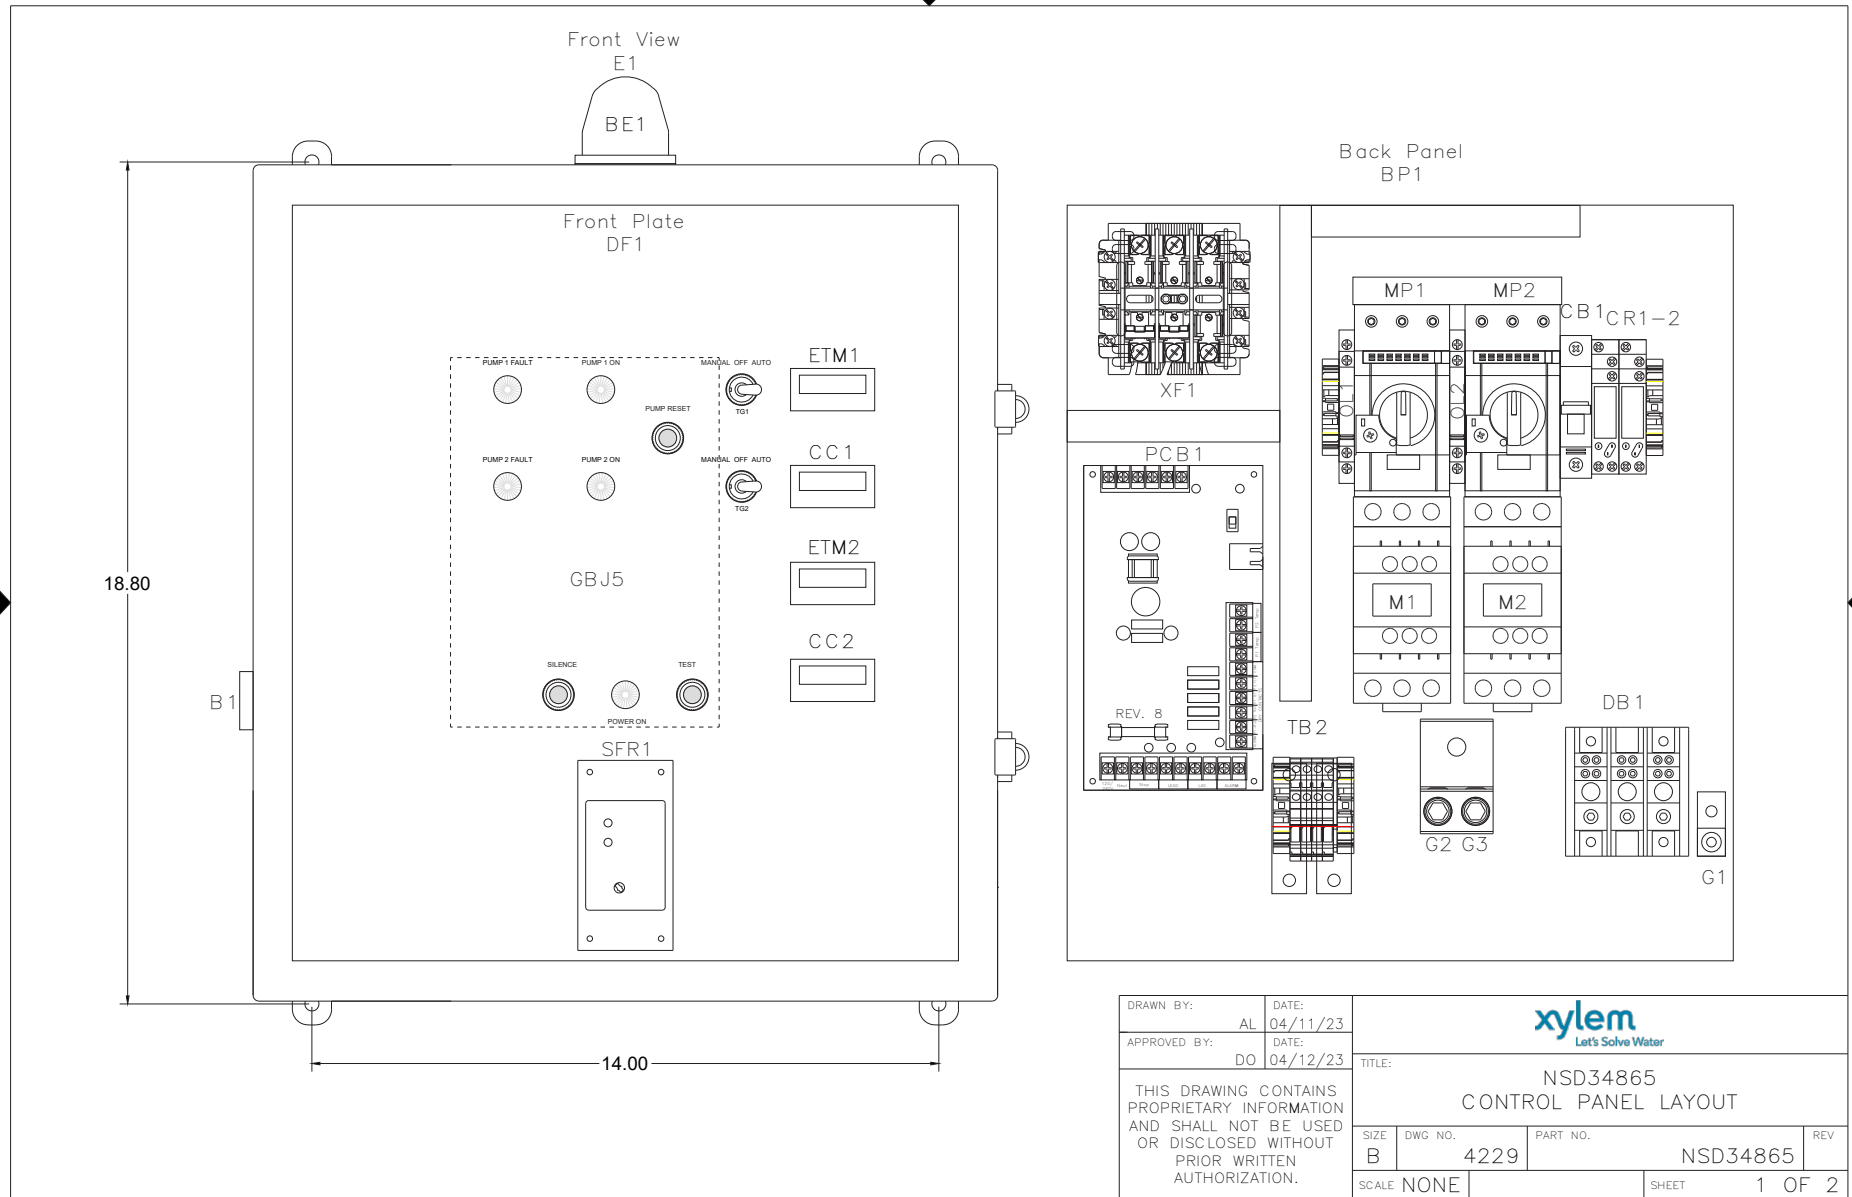 Front View
E1
BE1
Front Plate
DF1
PUMP 1 FAULT
PUMP 1 ON
MANUAL OFF AUTO
TG1
ETM1
PUMP RESET
PUMP 2 FAULT
PUMP 2 ON
MANUAL OFF AUTO
TG2
CC1
ETM2
GBJ5
CC2
SILENCE
TEST
POWER ON
SFR1
B1
18.80
14.00
Back Panel
BP1
XF1
MP1
MP2
CB1
CR1-2
OL1
OL2
PCB1
M1
M2
REV. 8
TB2
DB1
G2 G3
G1
DRAWN BY:
AL
DATE:
04/11/23
APPROVED BY:
DO
DATE:
04/12/23
THIS DRAWING CONTAINS
PROPRIETARY INFORMATION
AND SHALL NOT BE USED
OR DISCLOSED WITHOUT
PRIOR WRITTEN
AUTHORIZATION.
xylem
Let's Solve Water
TITLE:
NSD34865
CONTROL PANEL LAYOUT
SIZE
B
DWG NO.
4229
PART NO.
NSD34865
REV
SCALE NONE
SHEET 1 OF 2